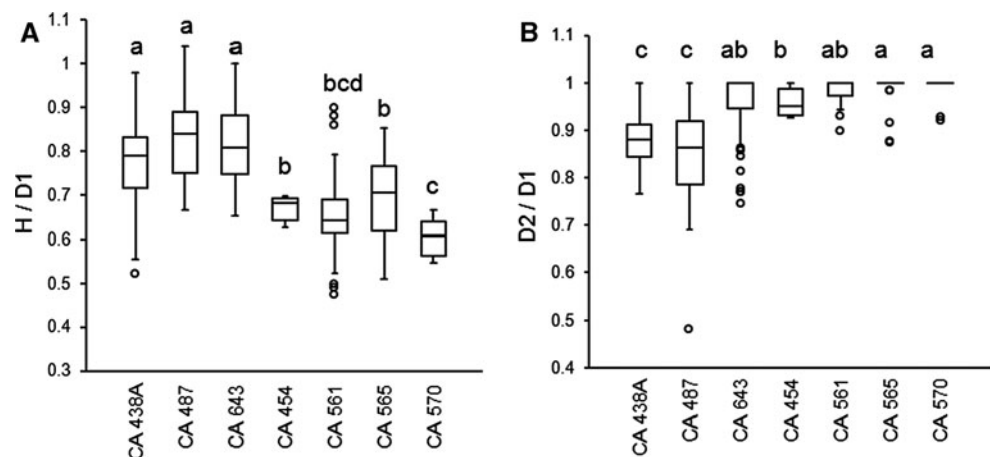 A
H / D1
1.1
1
0.9
0.8
0.7
0.6
0.5
0.4
0.3
a a a b bcd b c
CA 438A
CA 487
CA 643
CA 454
CA 561
CA 565
CA 570
B
D2 / D1
1.1
1
0.9
0.8
0.7
0.6
0.5
0.4
c c ab b ab a a
CA 438A
CA 487
CA 643
CA 454
CA 561
CA 565
CA 570